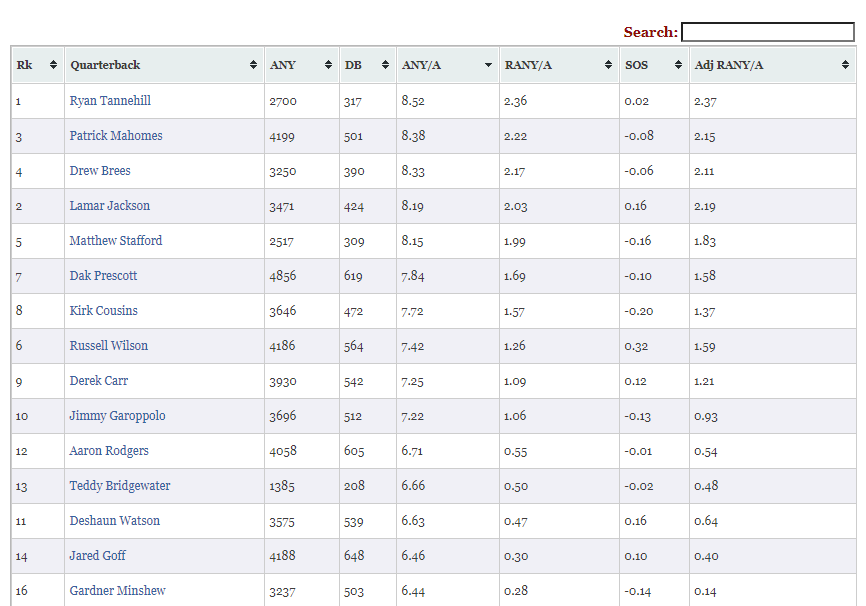 Search:
Rk Quarterback ANY DB ANY/A RANY/A SOS Adj RANY/A
1 Ryan Tannehill 2700 317 8.52 2.36 0.02 2.37
3 Patrick Mahomes 4199 501 8.38 2.22 -0.08 2.15
4 Drew Brees 3250 390 8.33 2.17 -0.06 2.11
2 Lamar Jackson 3471 424 8.19 2.03 0.16 2.19
5 Matthew Stafford 2517 309 8.15 1.99 -0.16 1.83
7 Dak Prescott 4856 619 7.84 1.69 -0.10 1.58
8 Kirk Cousins 3646 472 7.72 1.57 -0.20 1.37
6 Russell Wilson 4186 564 7.42 1.26 0.32 1.59
9 Derek Carr 3930 542 7.25 1.09 0.12 1.21
10 Jimmy Garoppolo 3696 512 7.22 1.06 -0.13 0.93
12 Aaron Rodgers 4058 605 6.71 0.55 -0.01 0.54
13 Teddy Bridgewater 1385 208 6.66 0.50 -0.02 0.48
11 Deshaun Watson 3575 539 6.63 0.47 0.16 0.64
14 Jared Goff 4188 648 6.46 0.30 0.10 0.40
16 Gardner Minshew 3237 503 6.44 0.28 -0.14 0.14